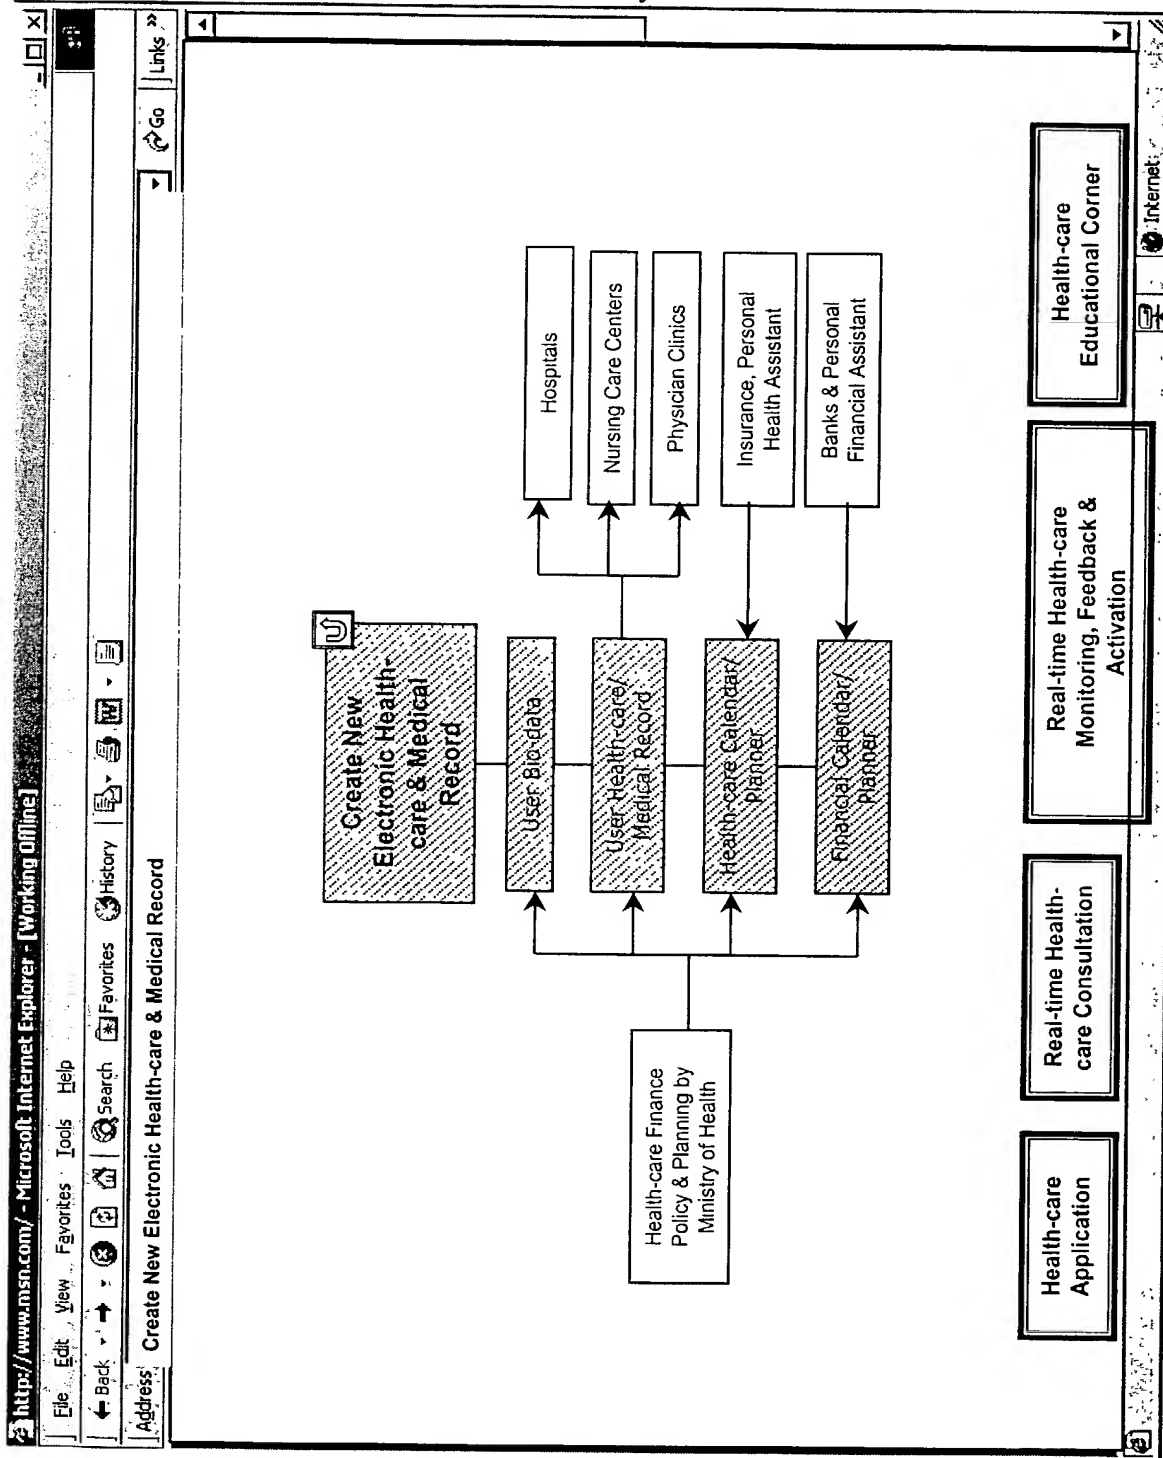 http://www.msn.com/ - Microsoft Internet Explorer - [Working Offline]
File Edit View Favorites Tools Help
Back Search Favorites History
Address Create New Electronic Health-care & Medical Record Go Links »
Create New
Electronic Health-
care & Medical
Record
User Bio-data
User Health-care/
Medical Record
Health-care Calendar/
Planner
Financial Calendar/
Planner
Health-care Finance
Policy & Planning by
Ministry of Health
Hospitals
Nursing Care Centers
Physician Clinics
Insurance, Personal
Health Assistant
Banks & Personal
Financial Assistant
Health-care
Application
Real-time Health-
care Consultation
Real-time Health-care
Monitoring, Feedback &
Activation
Health-care
Educational Corner
Internet